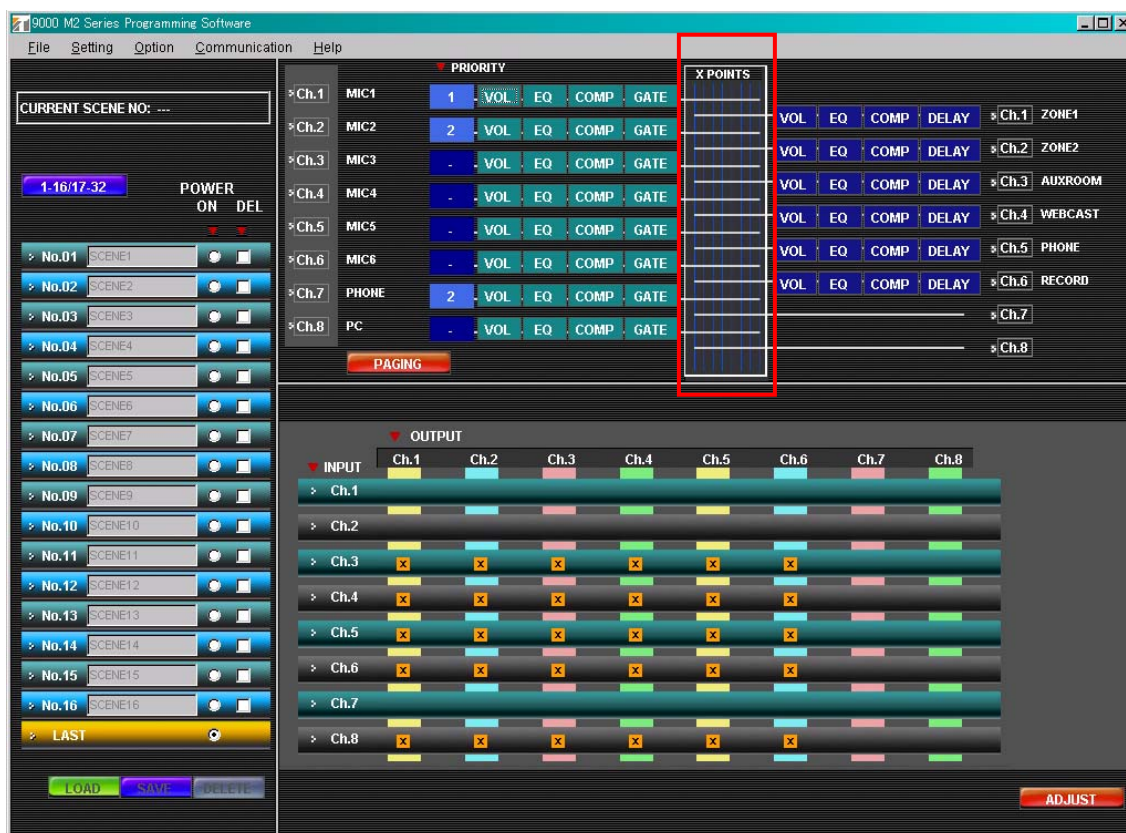 9000 M2 Series Programming Software
File Setting Option Communication Help
CURRENT SCENE NO: ---
1-16/17-32
POWER
ON DEL
No.01 SCENE1
No.02 SCENE2
No.03 SCENE3
No.04 SCENE4
No.05 SCENE5
No.06 SCENE6
No.07 SCENE7
No.08 SCENE8
No.09 SCENE9
No.10 SCENE10
No.11 SCENE11
No.12 SCENE12
No.13 SCENE13
No.14 SCENE14
No.15 SCENE15
No.16 SCENE16
LAST
LOAD SAVE DELETE
PRIORITY
X POINTS
Ch.1 MIC1 1 VOL EQ COMP GATE
Ch.2 MIC2 2 VOL EQ COMP GATE
Ch.3 MIC3 - VOL EQ COMP GATE
Ch.4 MIC4 - VOL EQ COMP GATE
Ch.5 MIC5 - VOL EQ COMP GATE
Ch.6 MIC6 - VOL EQ COMP GATE
Ch.7 PHONE 2 VOL EQ COMP GATE
Ch.8 PC - VOL EQ COMP GATE
PAGING
VOL EQ COMP DELAY Ch.1 ZONE1
VOL EQ COMP DELAY Ch.2 ZONE2
VOL EQ COMP DELAY Ch.3 AUXROOM
VOL EQ COMP DELAY Ch.4 WEBCAST
VOL EQ COMP DELAY Ch.5 PHONE
VOL EQ COMP DELAY Ch.6 RECORD
Ch.7
Ch.8
OUTPUT
INPUT Ch.1 Ch.2 Ch.3 Ch.4 Ch.5 Ch.6 Ch.7 Ch.8
Ch.1
Ch.2
Ch.3 x x x x x x
Ch.4 x x x x x x
Ch.5 x x x x x x
Ch.6 x x x x x x
Ch.7
Ch.8 x x x x x x
ADJUST